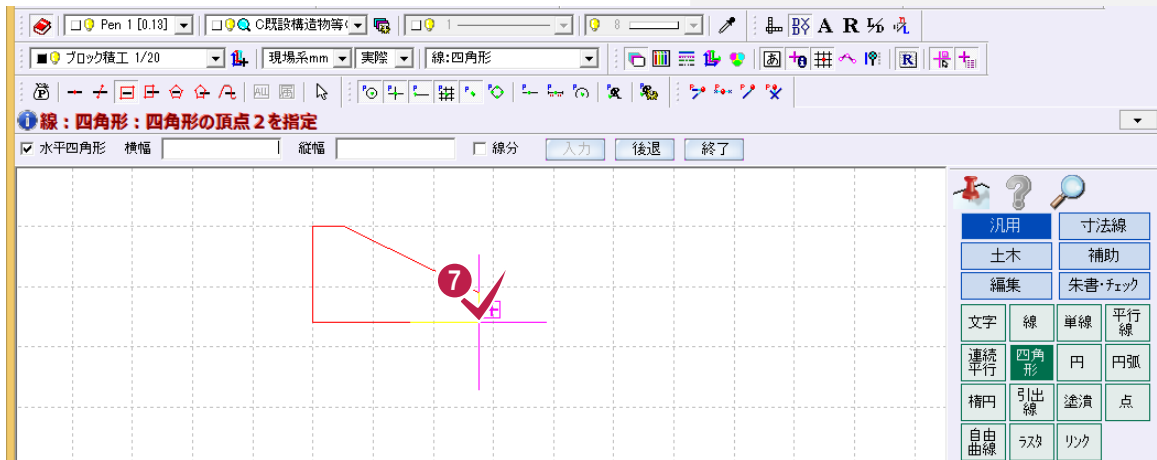 Pen 1 [0.13] C既設構造物等( 1 8 A R
ブロック積工 1/20 現場系mm 実際 線:四角形 あ R
ALL
線：四角形：四角形の頂点２を指定
水平四角形 横幅 縦幅 線分 入力 後退 終了
7
汎用 寸法線
土木 補助
編集 朱書・チェック
文字 線 単線 平行線
連続平行 四角形 円 円弧
楕円 引出線 塗潰 点
自由曲線 ラスタ リンク